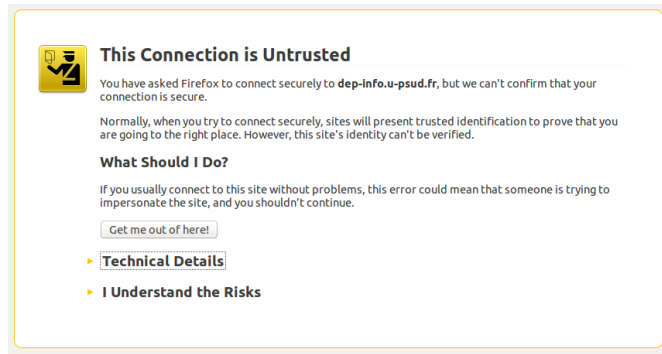 This Connection is Untrusted
You have asked Firefox to connect securely to dep-info.u-psud.fr, but we can't confirm that your
connection is secure.
Normally, when you try to connect securely, sites will present trusted identification to prove that you
are going to the right place. However, this site's identity can't be verified.
What Should I Do?
If you usually connect to this site without problems, this error could mean that someone is trying to
impersonate the site, and you shouldn't continue.
Get me out of here!
Technical Details
I Understand the Risks